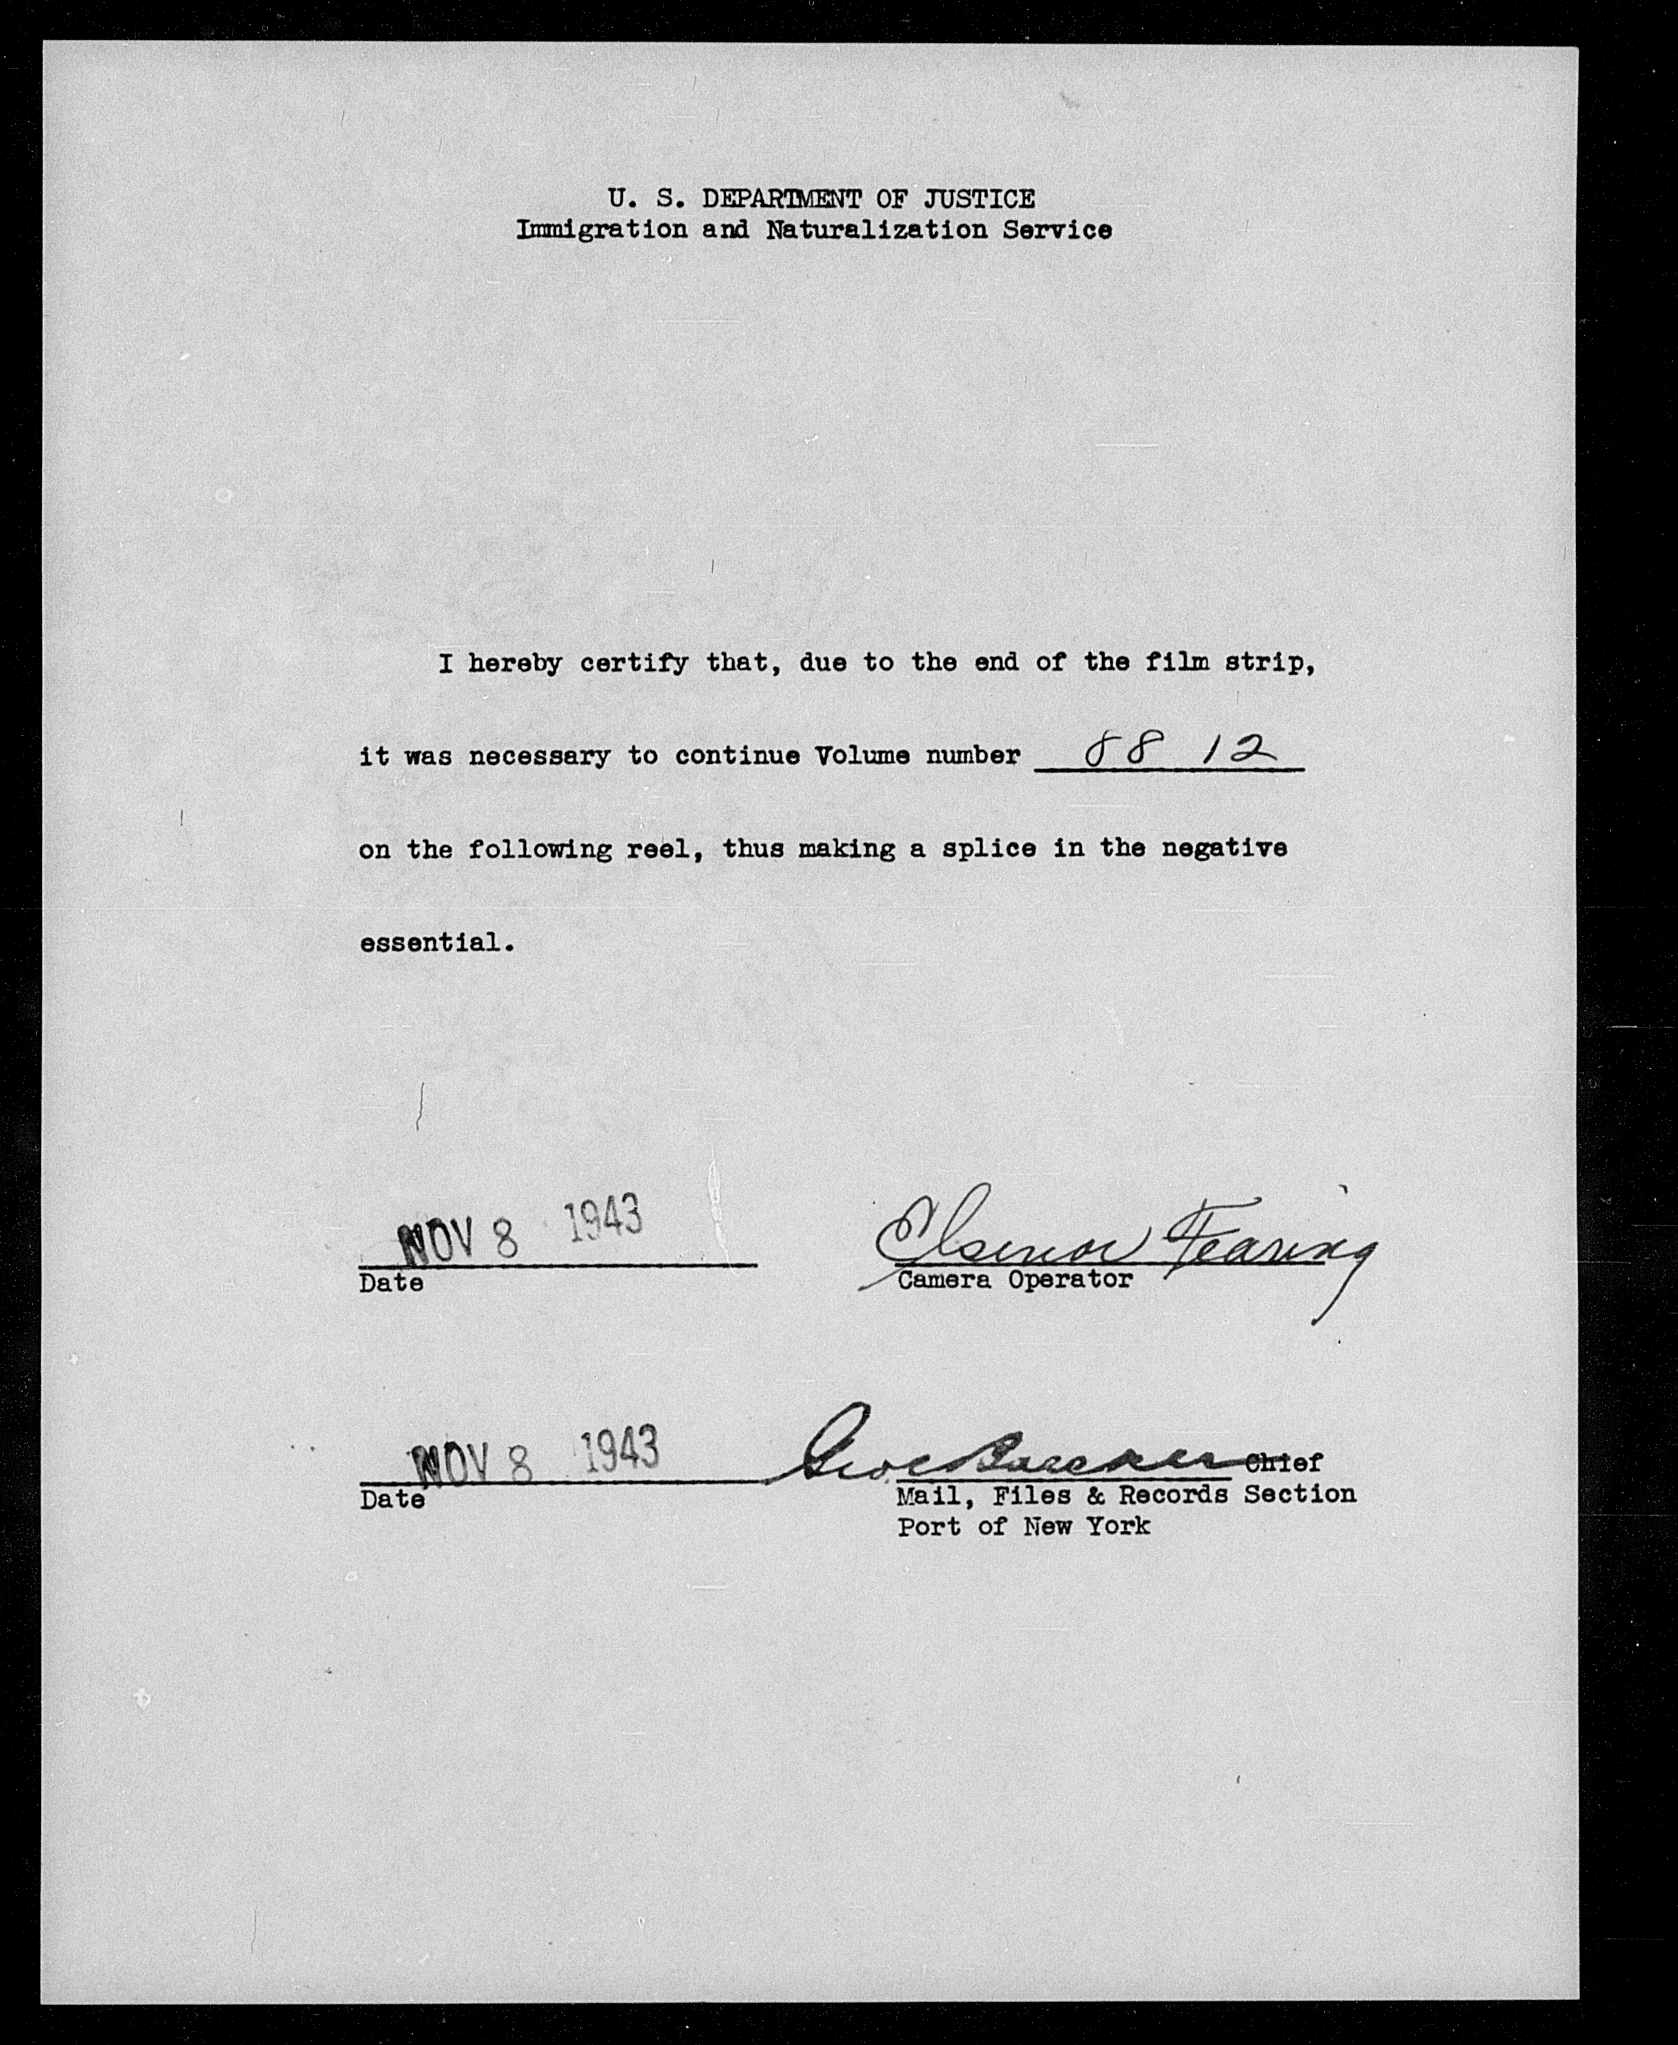 U. S. DEPARTMENT OF JUSTICE
Immigration and Naturalization Service
I hereby certify that, due to the end of the film strip,
it was necessary to continue Volume number 88 12
on the following reel, thus making a splice in the negative
essential.
NOV 8 1943
Date
Fearing
Camera Operator
NOV 8 1943
Date
Chief
Mail, Files & Records Section
Port of New York